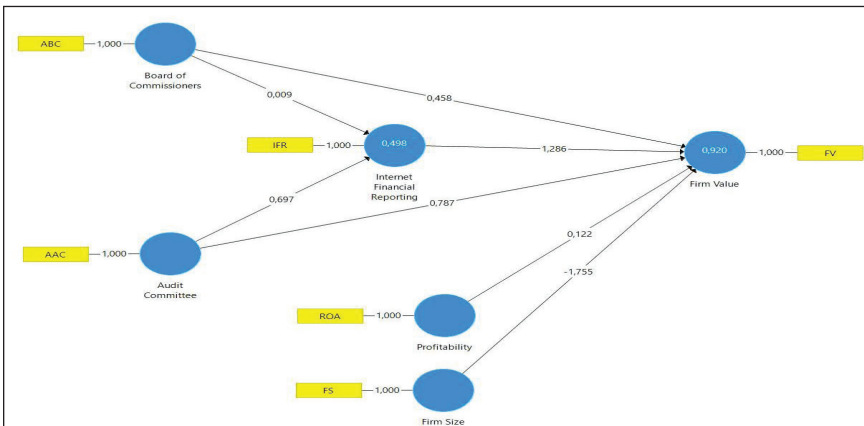 ABC
1,000
Board of
Commissioners
0,458
0,009
IFR
1,000
0,498
Internet
Financial
Reporting
1,286
0,920
Firm Value
1,000
FV
0,697
0,787
AAC
1,000
Audit
Committee
0,122
-1,755
ROA
1,000
Profitability
FS
1,000
Firm Size